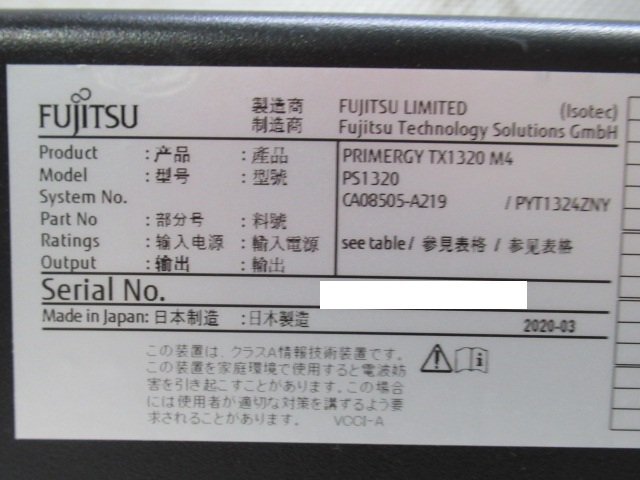 FUJITSU 製造商 FUJITSU LIMITED (Isotec)
制造商 Fujitsu Technology Solutions GmbH
Product :产品 :產品 PRIMERGY TX1320 M4
Model :型号 :型號 PS1320
System No. CA08505-A219 / PYT1324ZNY
Part No :部分号 :料號
Ratings :输入电源 :輸入電源 see table/ 參見表格 / 参见表格
Output :输出 :輸出
Serial No.
Made in Japan:日本制造 :日本製造 2020-03
この装置は、クラスA情報技術装置です。
この装置を家庭環境で使用すると電波妨
害を引き起こすことがあります。この場合
には使用者が適切な対策を講ずるよう要
求されることがあります。 VCCI-A